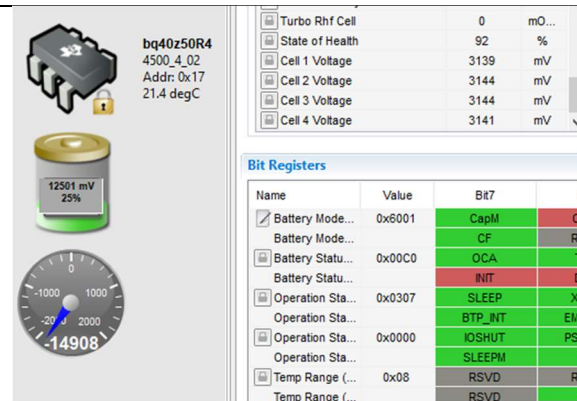 bq40z50R4
4500_4_02
Addr: 0x17
21.4 degC
12501 mV
25%
0
-1000 1000
2000
-14908
Turbo Rhf Cell 0 mO...
State of Health 92 %
Cell 1 Voltage 3139 mV
Cell 2 Voltage 3144 mV
Cell 3 Voltage 3144 mV
Cell 4 Voltage 3141 mV
Bit Registers
Name Value Bit7
Battery Mode... 0x6001 CapM
Battery Mode... CF R
Battery Statu... 0x00C0 OCA
Battery Statu... INIT
Operation Sta... 0x0307 SLEEP X
Operation Sta... BTP_INT EM
Operation Sta... 0x0000 IOSHUT PS
Operation Sta... SLEEPM
Temp Range (... 0x08 RSVD R
Temp Range (... RSVD